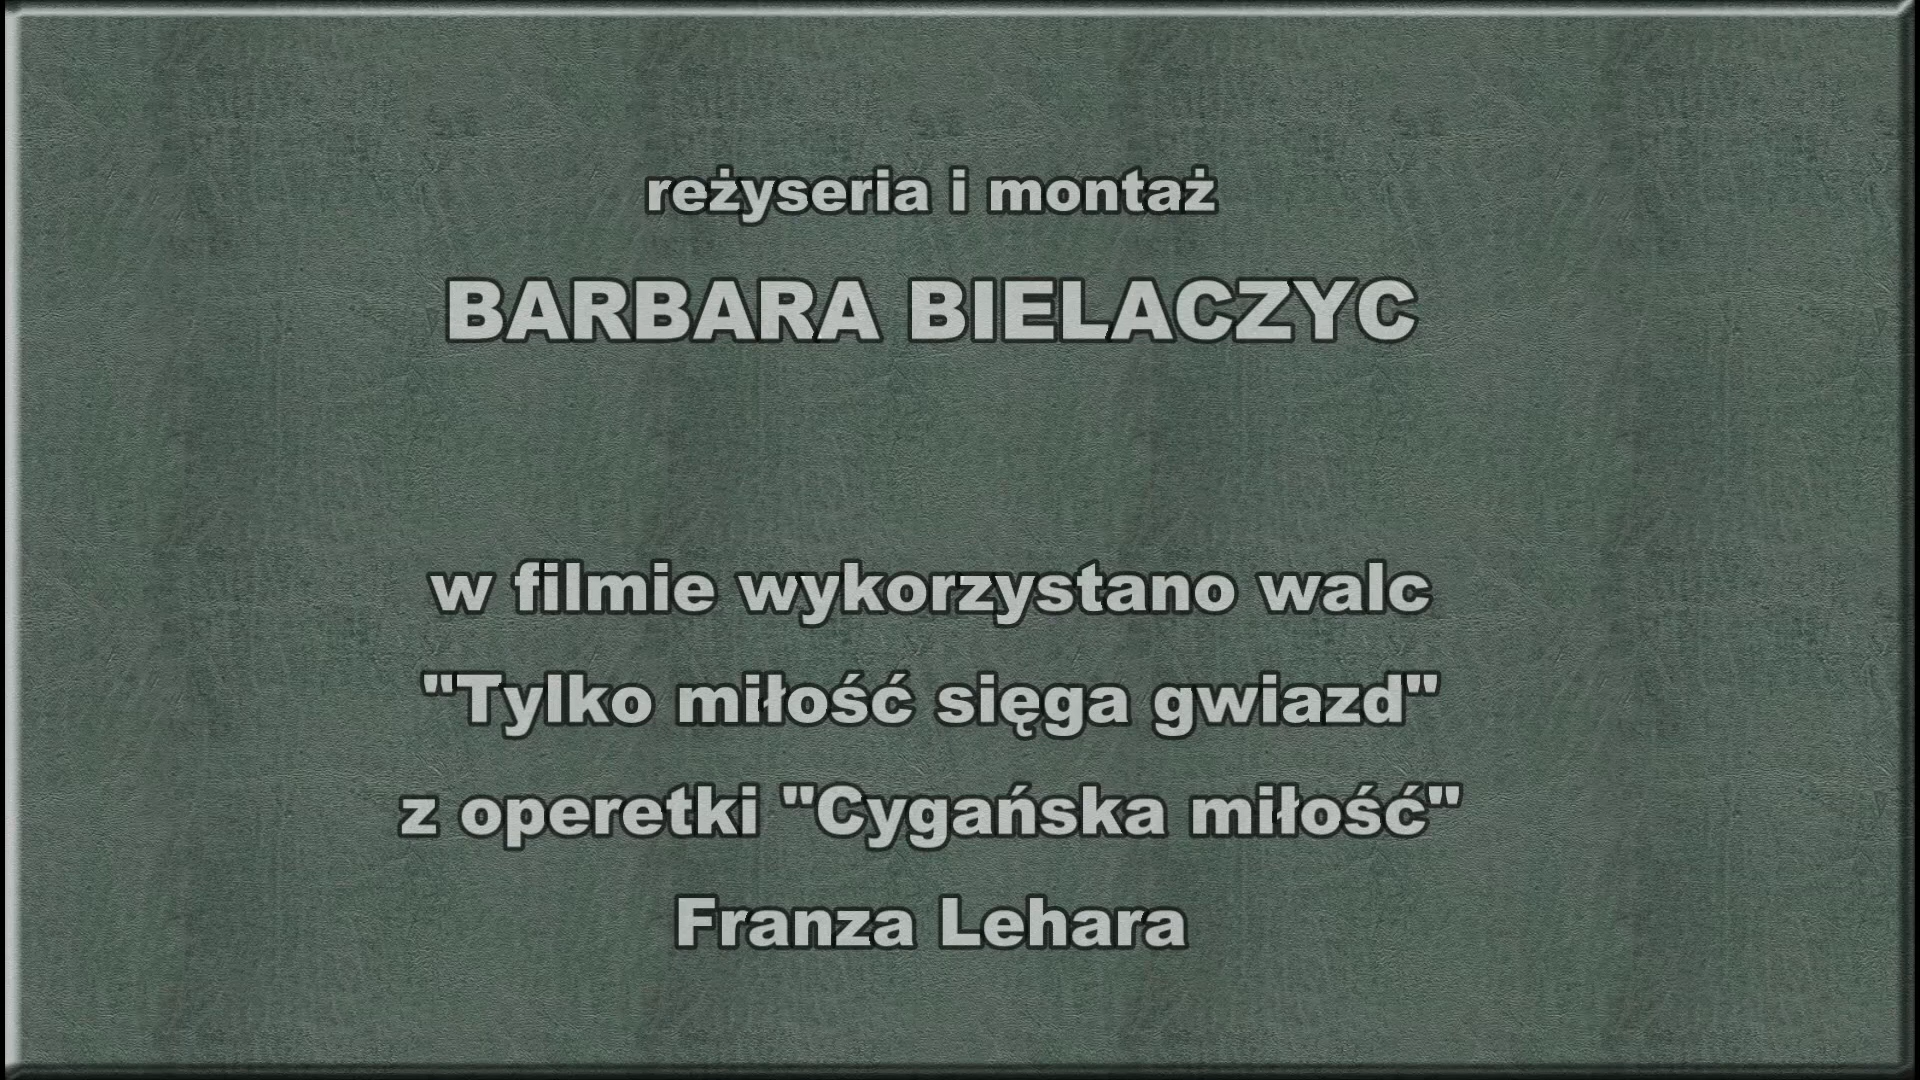 reżyseria i montaż
BARBARA BIELACZYC
w filmie wykorzystano walc
"Tylko miłość sięga gwiazd"
z operetki "Cygańska miłość"
Franza Lehara